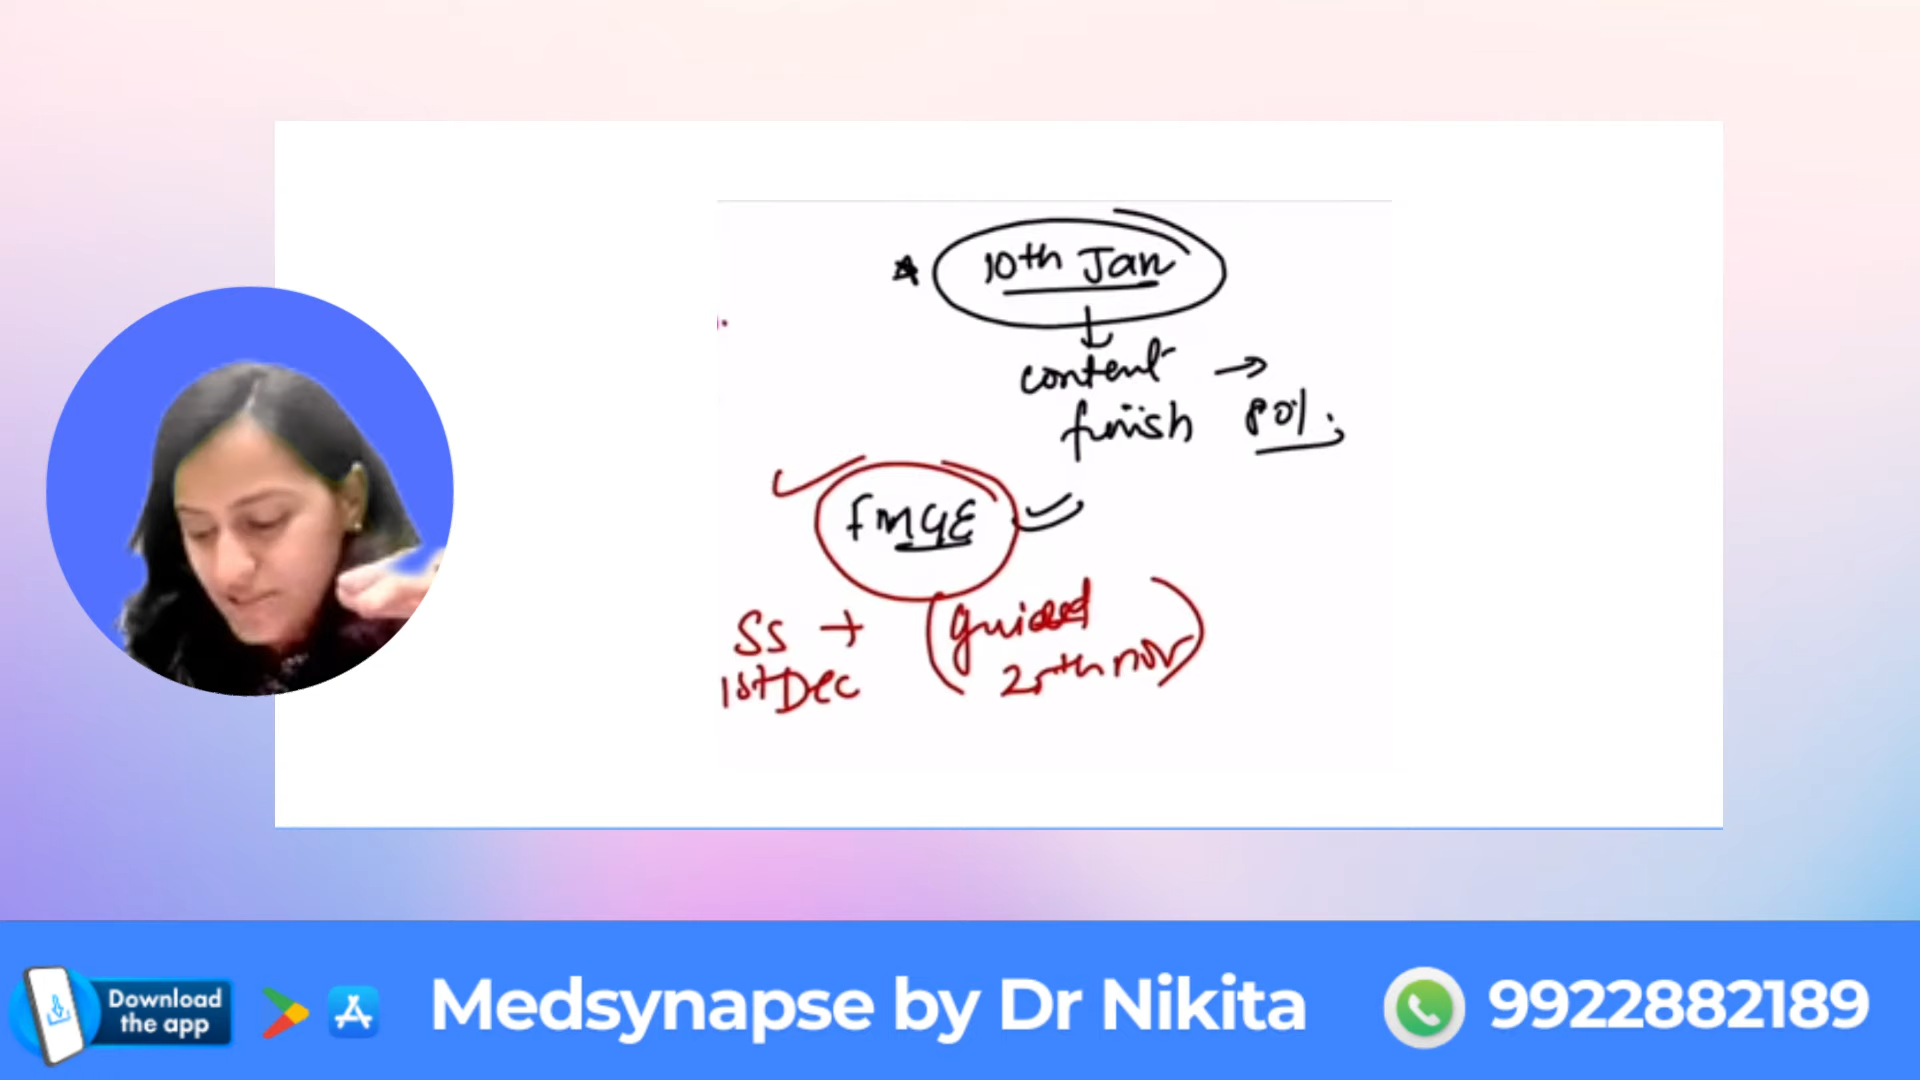 10th Jan
content →
finish 80%.
FMGE
SS + (guided
1st Dec 25th nov)
Download
the app
Medsynapse by Dr Nikita
9922882189